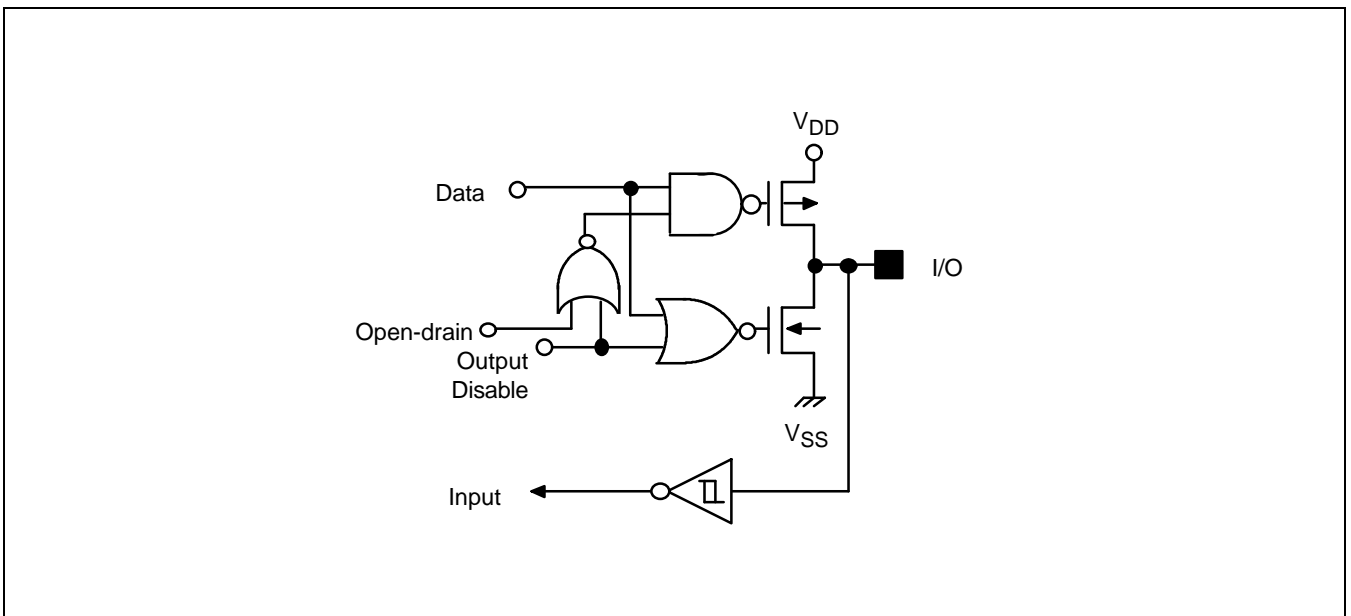 VDD
Data
I/O
Open-drain
Output
Disable
VSS
Input